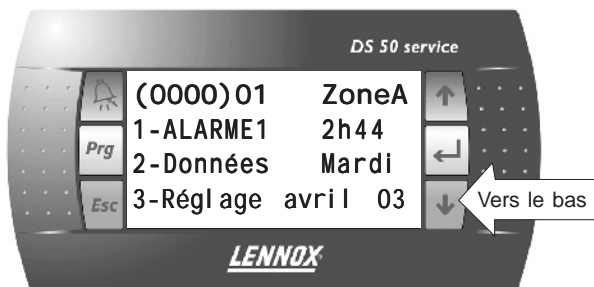 DS 50 service
(0000)01 ZoneA
1-ALARME1 2h44
Prg
2-Données Mardi
Esc
3-Réglage avril 03
Vers le bas
LENNOX